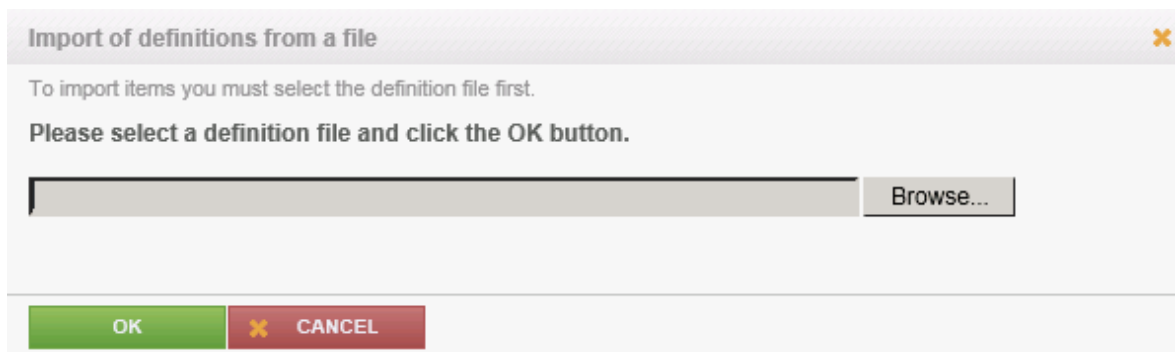 Import of definitions from a file
To import items you must select the definition file first.
Please select a definition file and click the OK button.
Browse...
OK
CANCEL